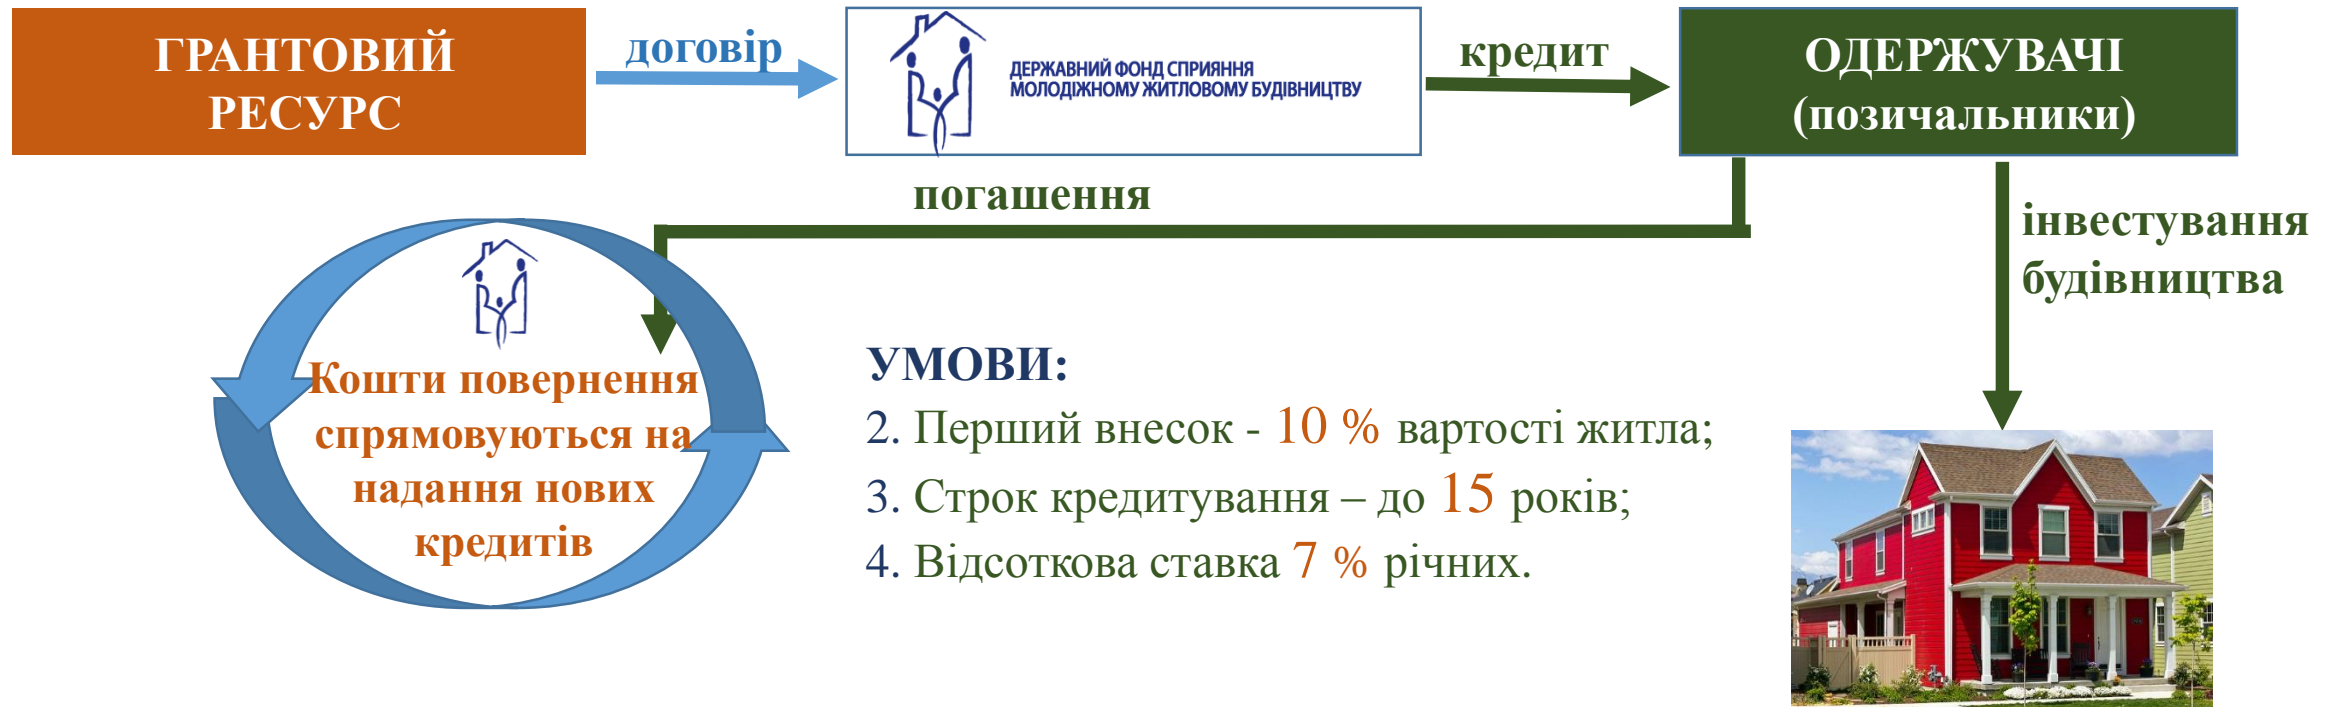 ГРАНТОВИЙ
РЕСУРС
договір
ДЕРЖАВНИЙ ФОНД СПРИЯННЯ
МОЛОДІЖНОМУ ЖИТЛОВОМУ БУДІВНИЦТВУ
кредит
ОДЕРЖУВАЧІ
(позичальники)
погашення
інвестування
будівництва
Кошти повернення
спрямовуються на
надання нових
кредитів
УМОВИ:
2. Перший внесок - 10 % вартості житла;
3. Строк кредитування – до 15 років;
4. Відсоткова ставка 7 % річних.